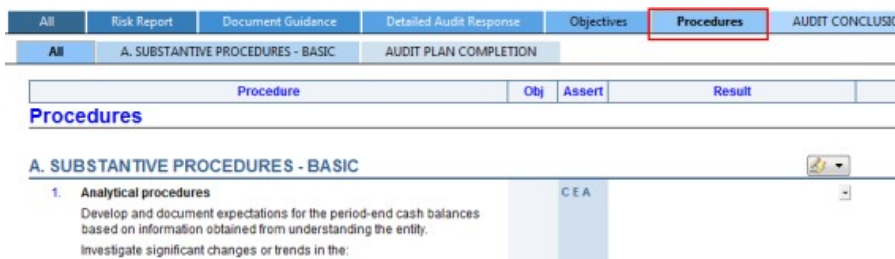 All Risk Report Document Guidance Detailed Audit Response Objectives Procedures AUDIT CONCLUSIO
All A. SUBSTANTIVE PROCEDURES - BASIC AUDIT PLAN COMPLETION
Procedure Obj Assert Result
Procedures
A. SUBSTANTIVE PROCEDURES - BASIC
1. Analytical procedures C E A
Develop and document expectations for the period-end cash balances
based on information obtained from understanding the entity.
Investigate significant changes or trends in the: